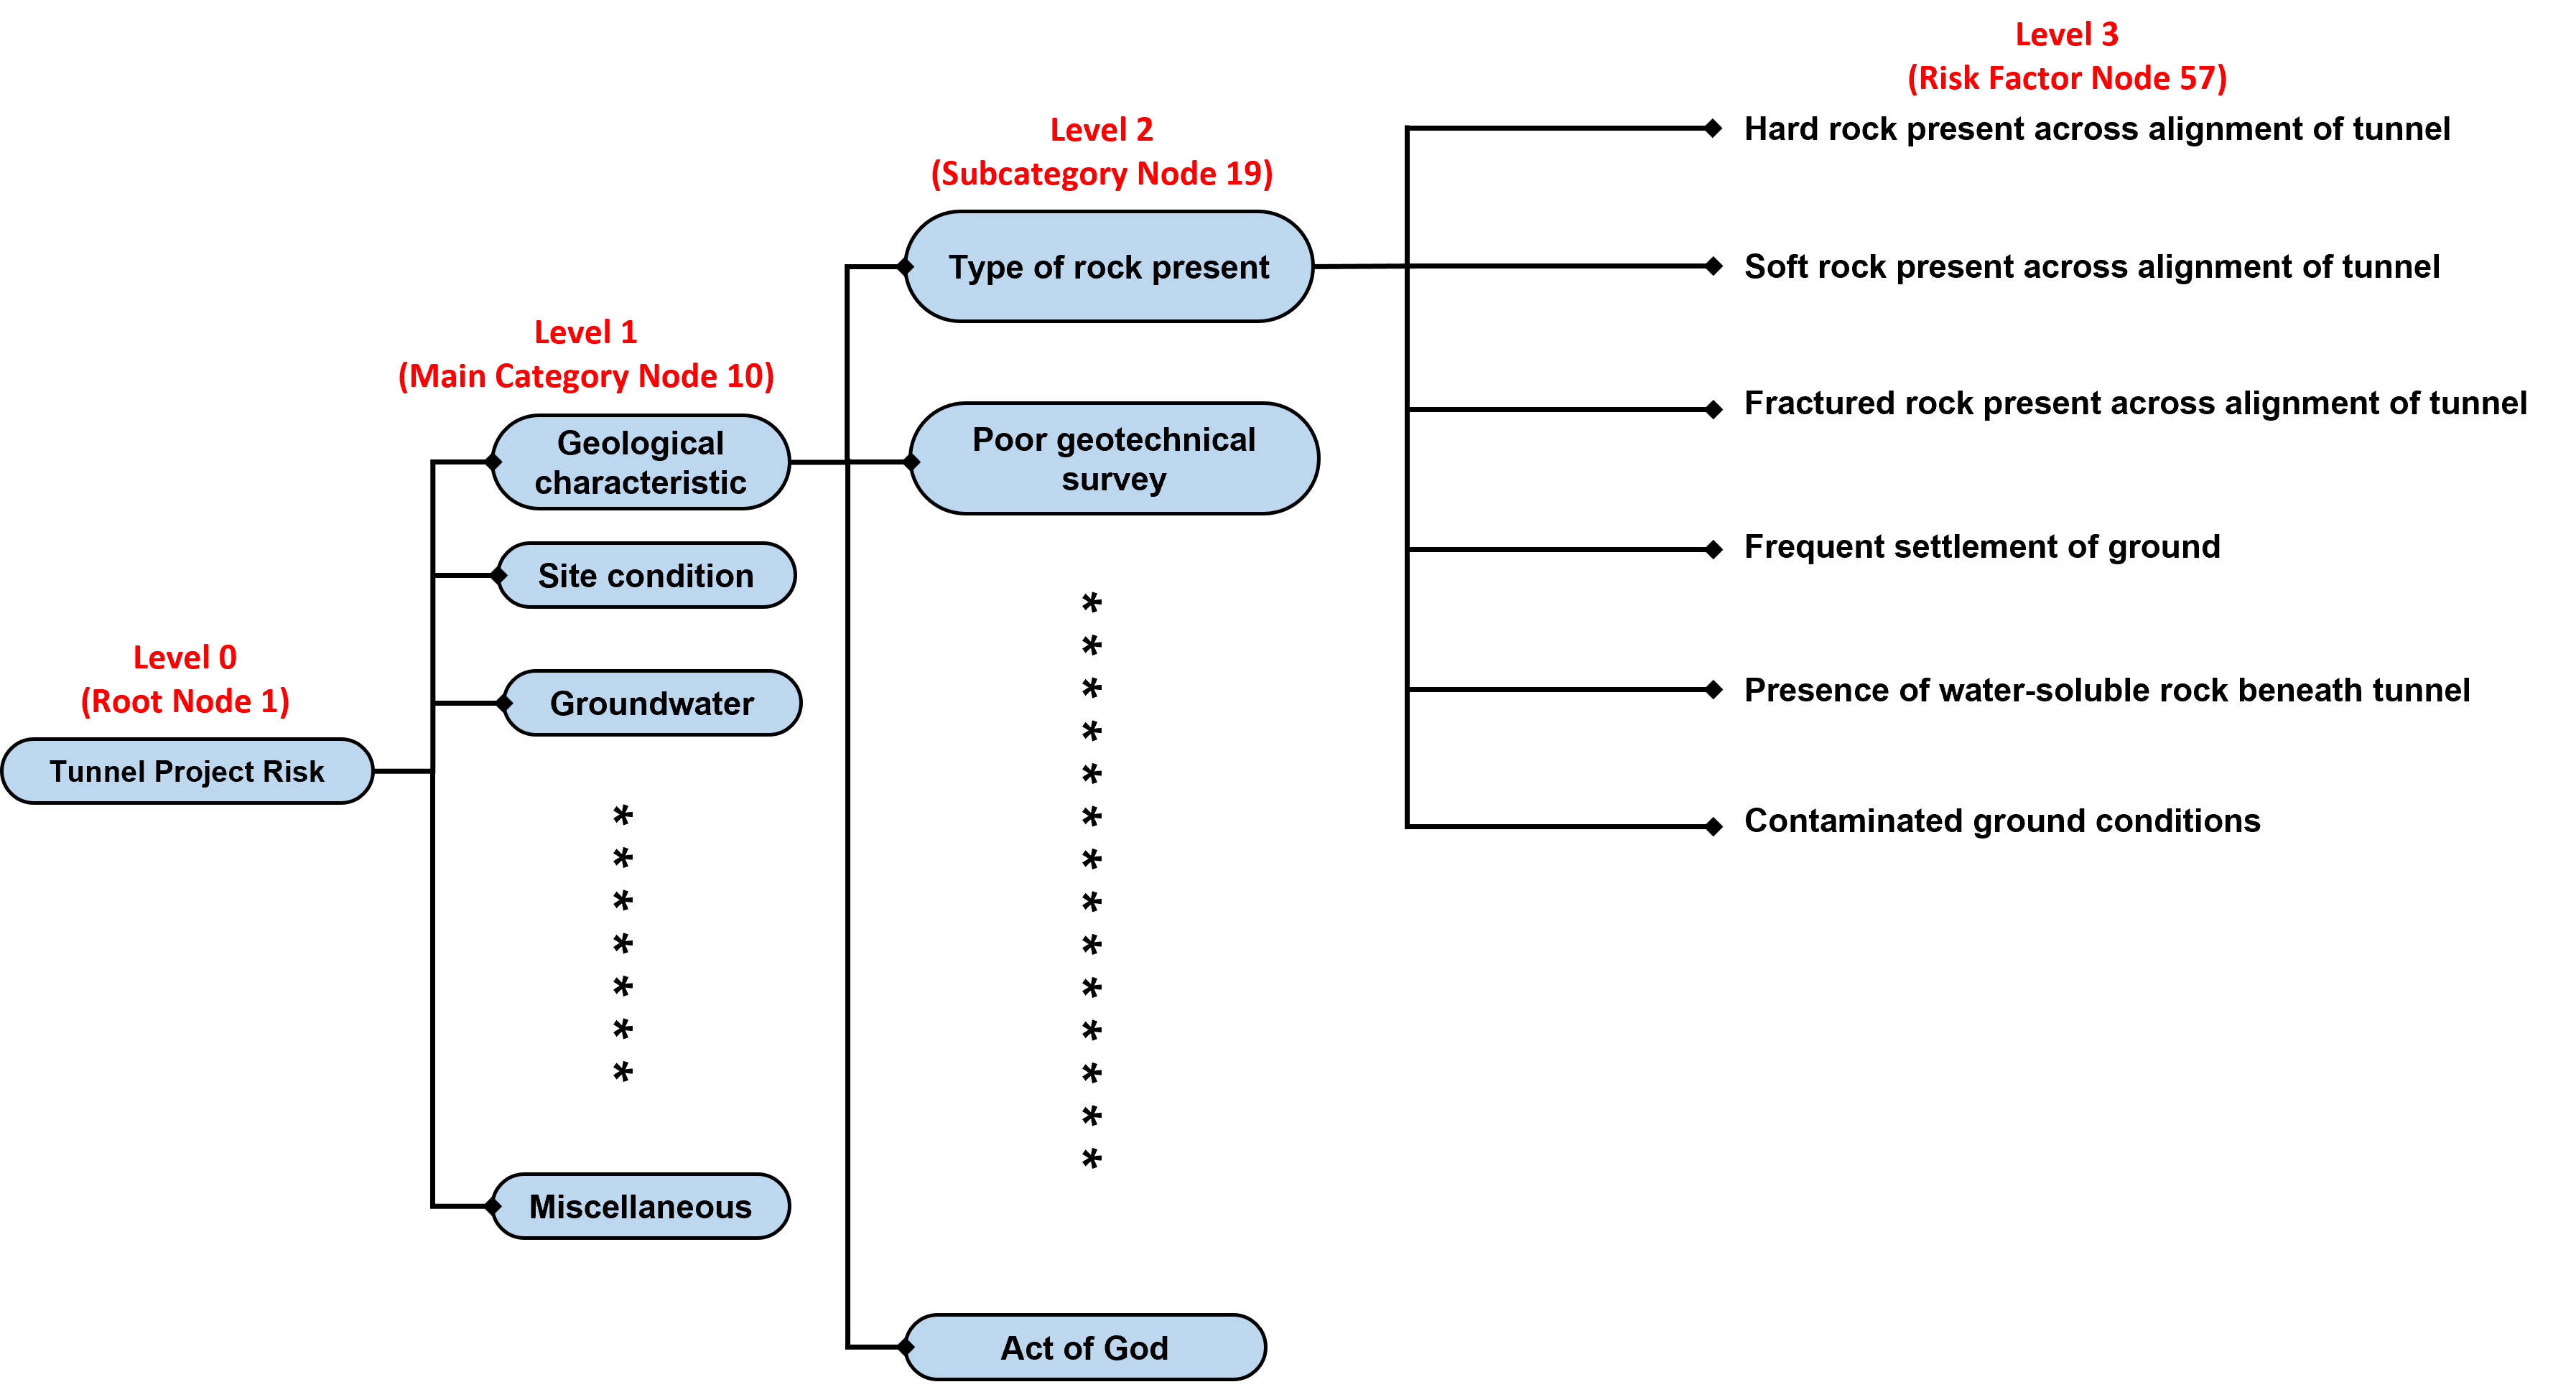 Level 0
(Root Node 1)
Tunnel Project Risk
Level 1
(Main Category Node 10)
Geological
characteristic
Site condition
Groundwater
*
*
*
*
*
*
*
Miscellaneous
Level 2
(Subcategory Node 19)
Type of rock present
Poor geotechnical
survey
*
*
*
*
*
*
*
*
*
*
*
*
*
*
Act of God
Level 3
(Risk Factor Node 57)
Hard rock present across alignment of tunnel
Soft rock present across alignment of tunnel
Fractured rock present across alignment of tunnel
Frequent settlement of ground
Presence of water-soluble rock beneath tunnel
Contaminated ground conditions